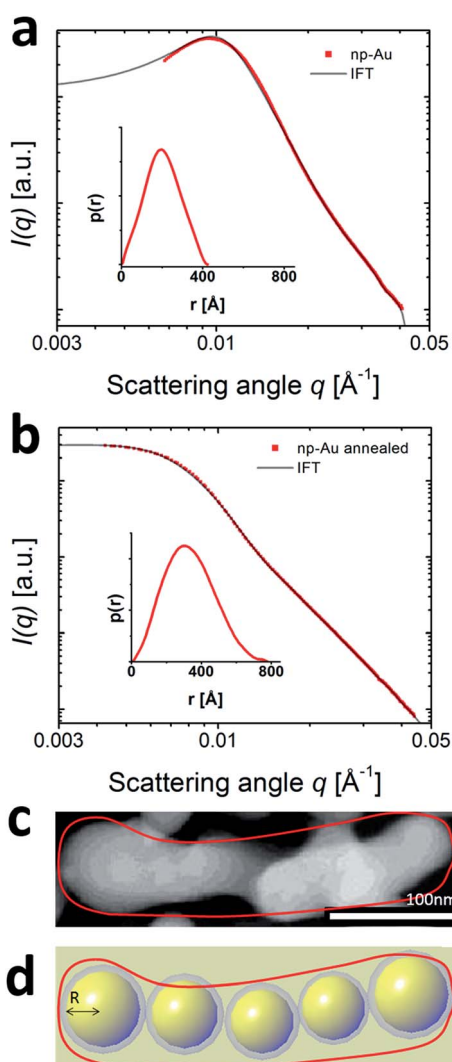 a
np-Au
IFT
I(q) [a.u.]
p(r)
0 400 800
r [Å]
0.003 0.01 0.05
Scattering angle q [Å⁻¹]
b
np-Au annealed
IFT
I(q) [a.u.]
p(r)
0 400 800
r [Å]
0.003 0.01 0.05
Scattering angle q [Å⁻¹]
c
100nm
d
R